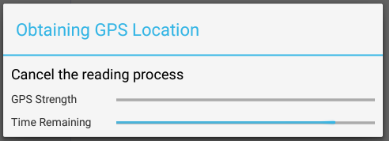 Obtaining GPS Location
Cancel the reading process
GPS Strength
Time Remaining